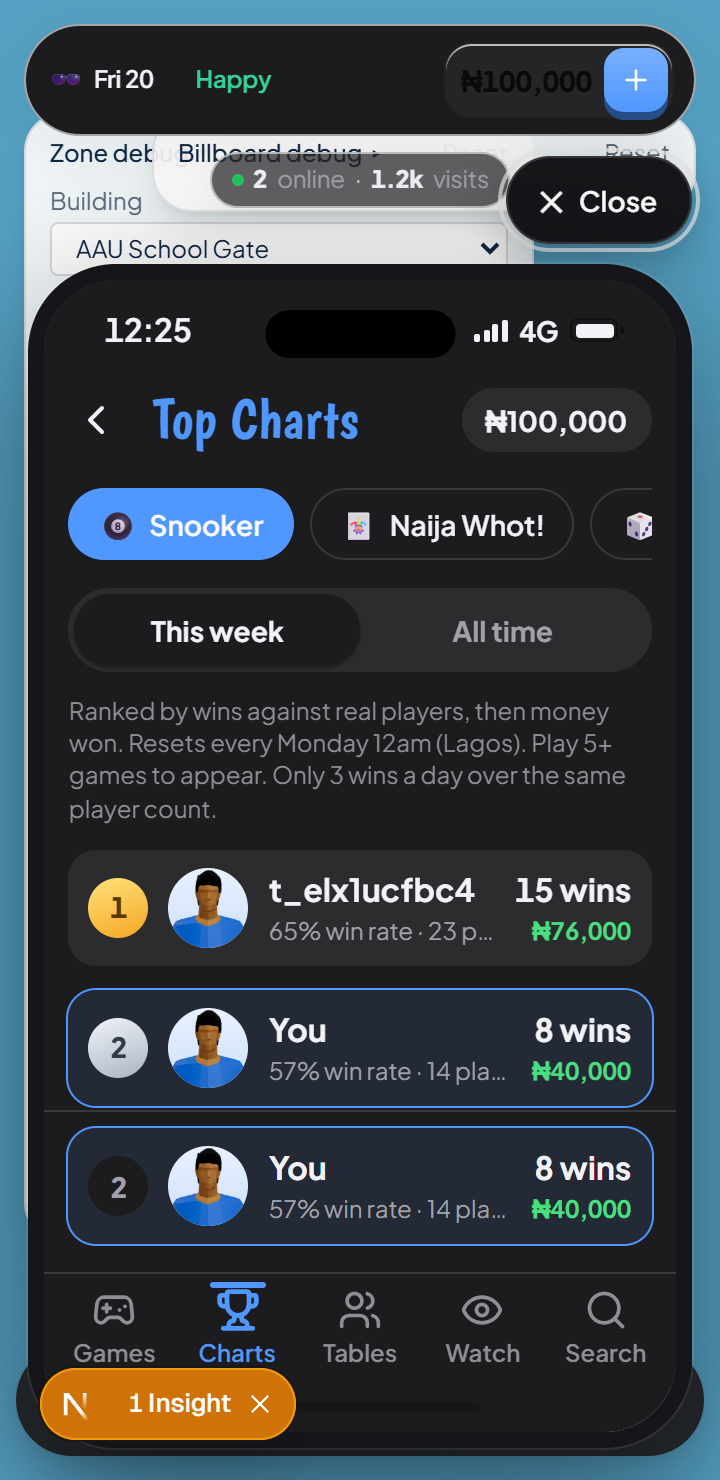 Fri 20 Happy ₦100,000 +
Zone debug Billboard debug Reset Reset
2 online · 1.2k visits
Close
Building
AAU School Gate
12:25 4G
Top Charts ₦100,000
8 Snooker Naija Whot!
This week All time
Ranked by wins against real players, then money
won. Resets every Monday 12am (Lagos). Play 5+
games to appear. Only 3 wins a day over the same
player count.
1 t_elx1ucfbc4 15 wins
65% win rate · 23 p... ₦76,000
2 You 8 wins
57% win rate · 14 pla... ₦40,000
2 You 8 wins
57% win rate · 14 pla... ₦40,000
Games Charts Tables Watch Search
N 1 Insight